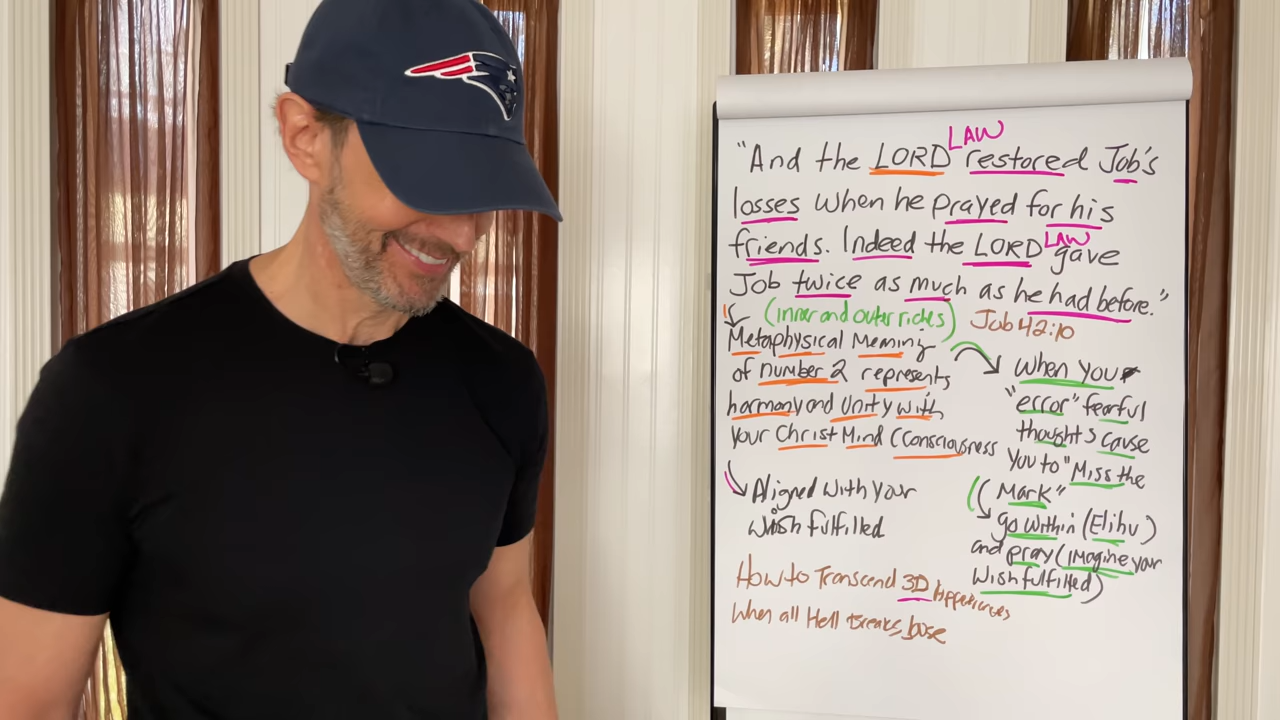 LAW
"And the LORD restored Job's
losses when he prayed for his
friends. Indeed the LORD gave
LAW
Job twice as much as he had before."
(inner and outer riches)
Job 42:10
Metaphysical Meaning
of number 2 represents
harmony and Unity with
your Christ Mind (Consciousness
Aligned with your
Wish fulfilled
When you
"error" fearful
thoughts cause
you to "Miss the
Mark"
go within (Elihu)
and pray (imagine your
Wish fulfilled)
How to Transcend 3D Appearances
When all Hell Breaks loose